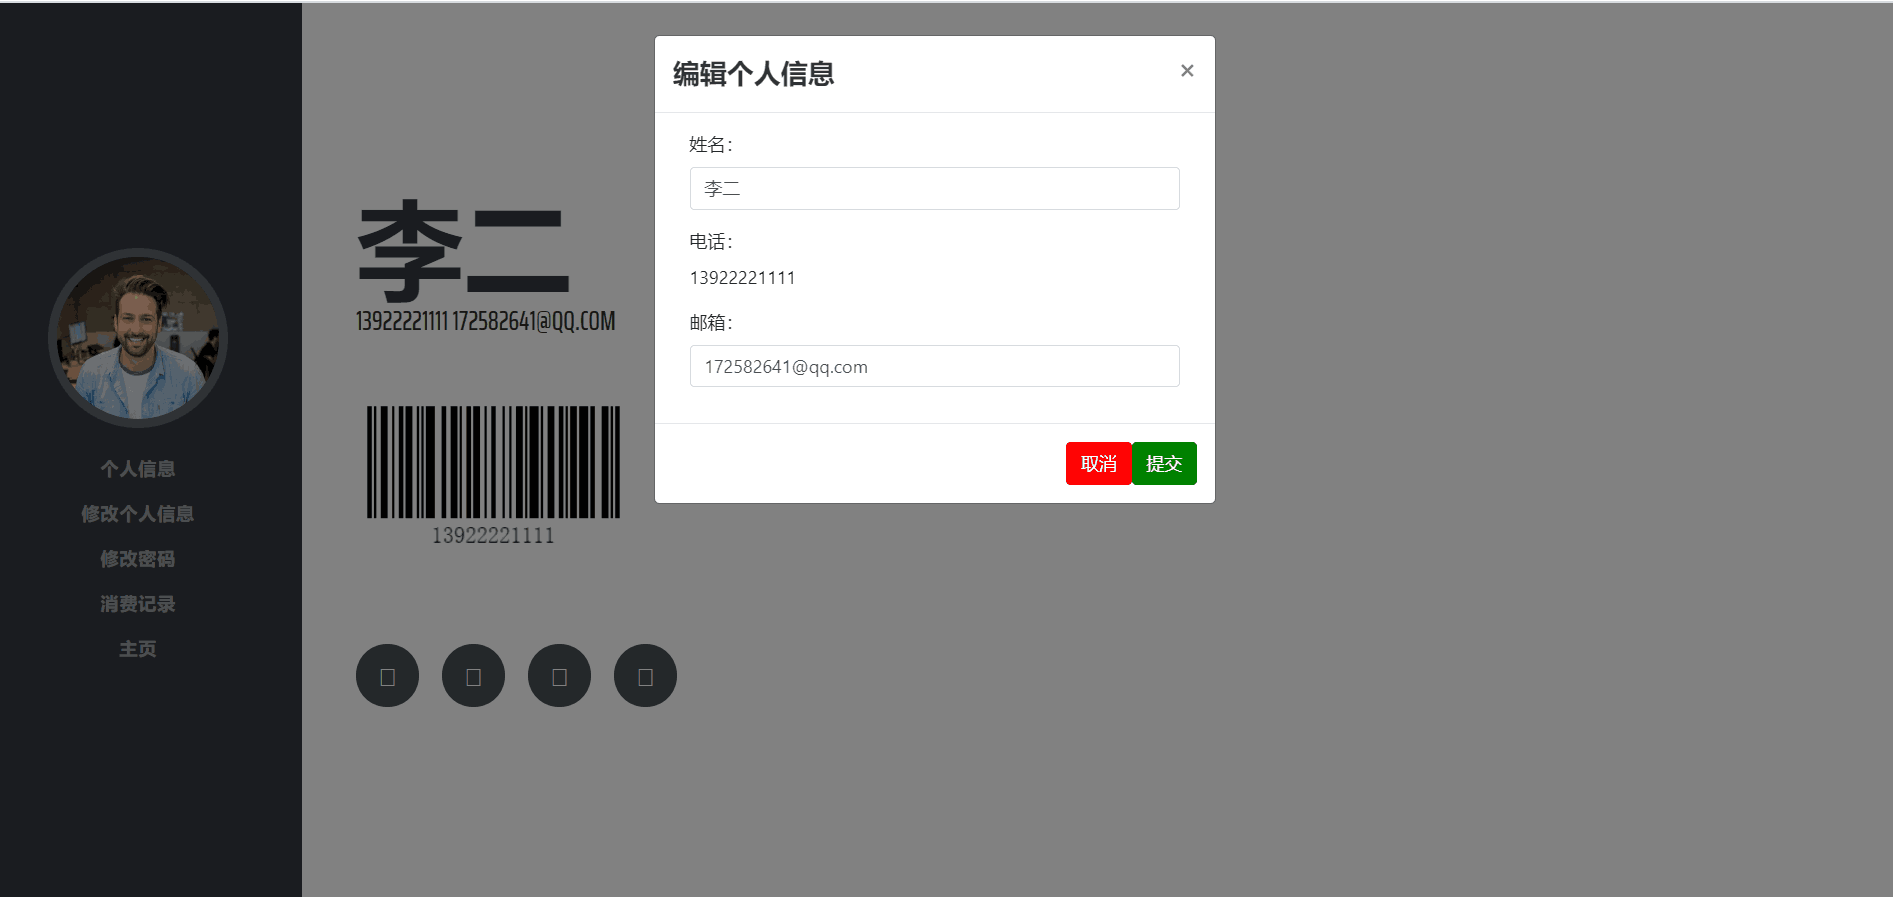 个人信息
修改个人信息
修改密码
消费记录
主页
李二
13922221111 172582641@QQ.COM
13922221111
编辑个人信息
×
姓名：
李二
电话：
13922221111
邮箱：
172582641@qq.com
取消 提交